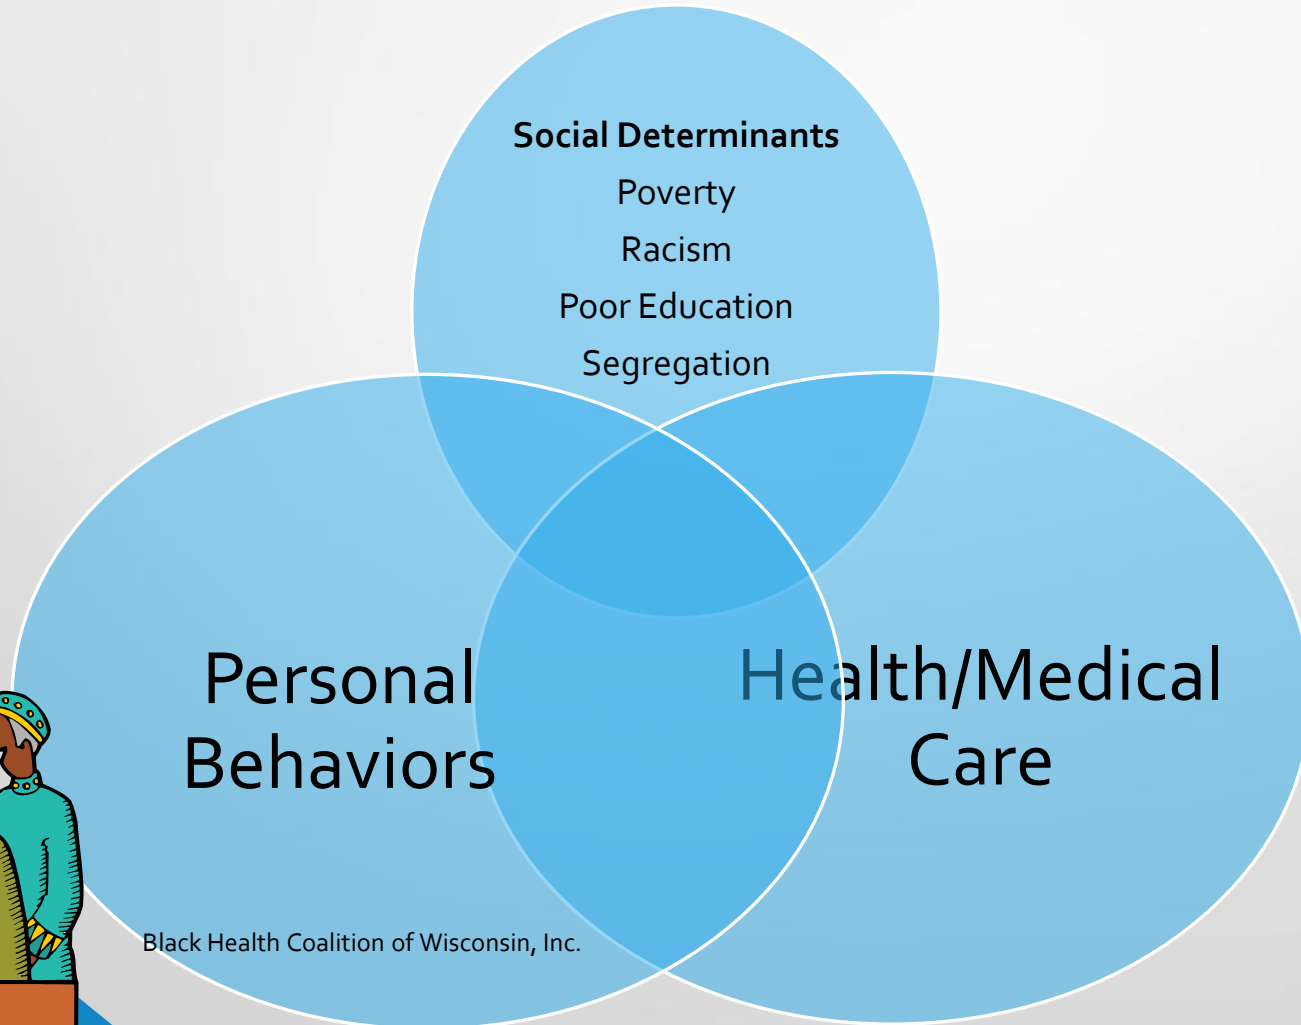 Social Determinants
Poverty
Racism
Poor Education
Segregation
Personal
Behaviors
Health/Medical
Care
Black Health Coalition of Wisconsin, Inc.